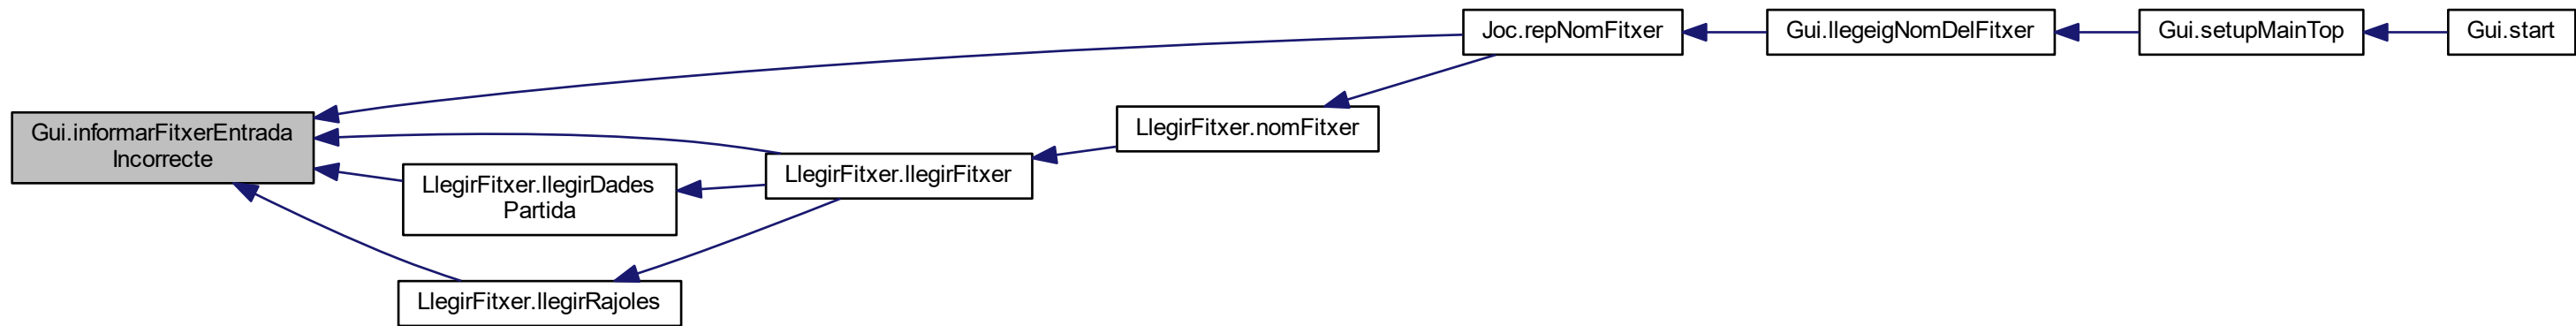 Joc.repNomFitxer
Gui.llegeigNomDelFitxer
Gui.setupMainTop
Gui.start
Gui.informarFitxerEntrada
Incorrecte
LlegirFitxer.nomFitxer
LlegirFitxer.llegirFitxer
LlegirFitxer.llegirDades
Partida
LlegirFitxer.llegirRajoles